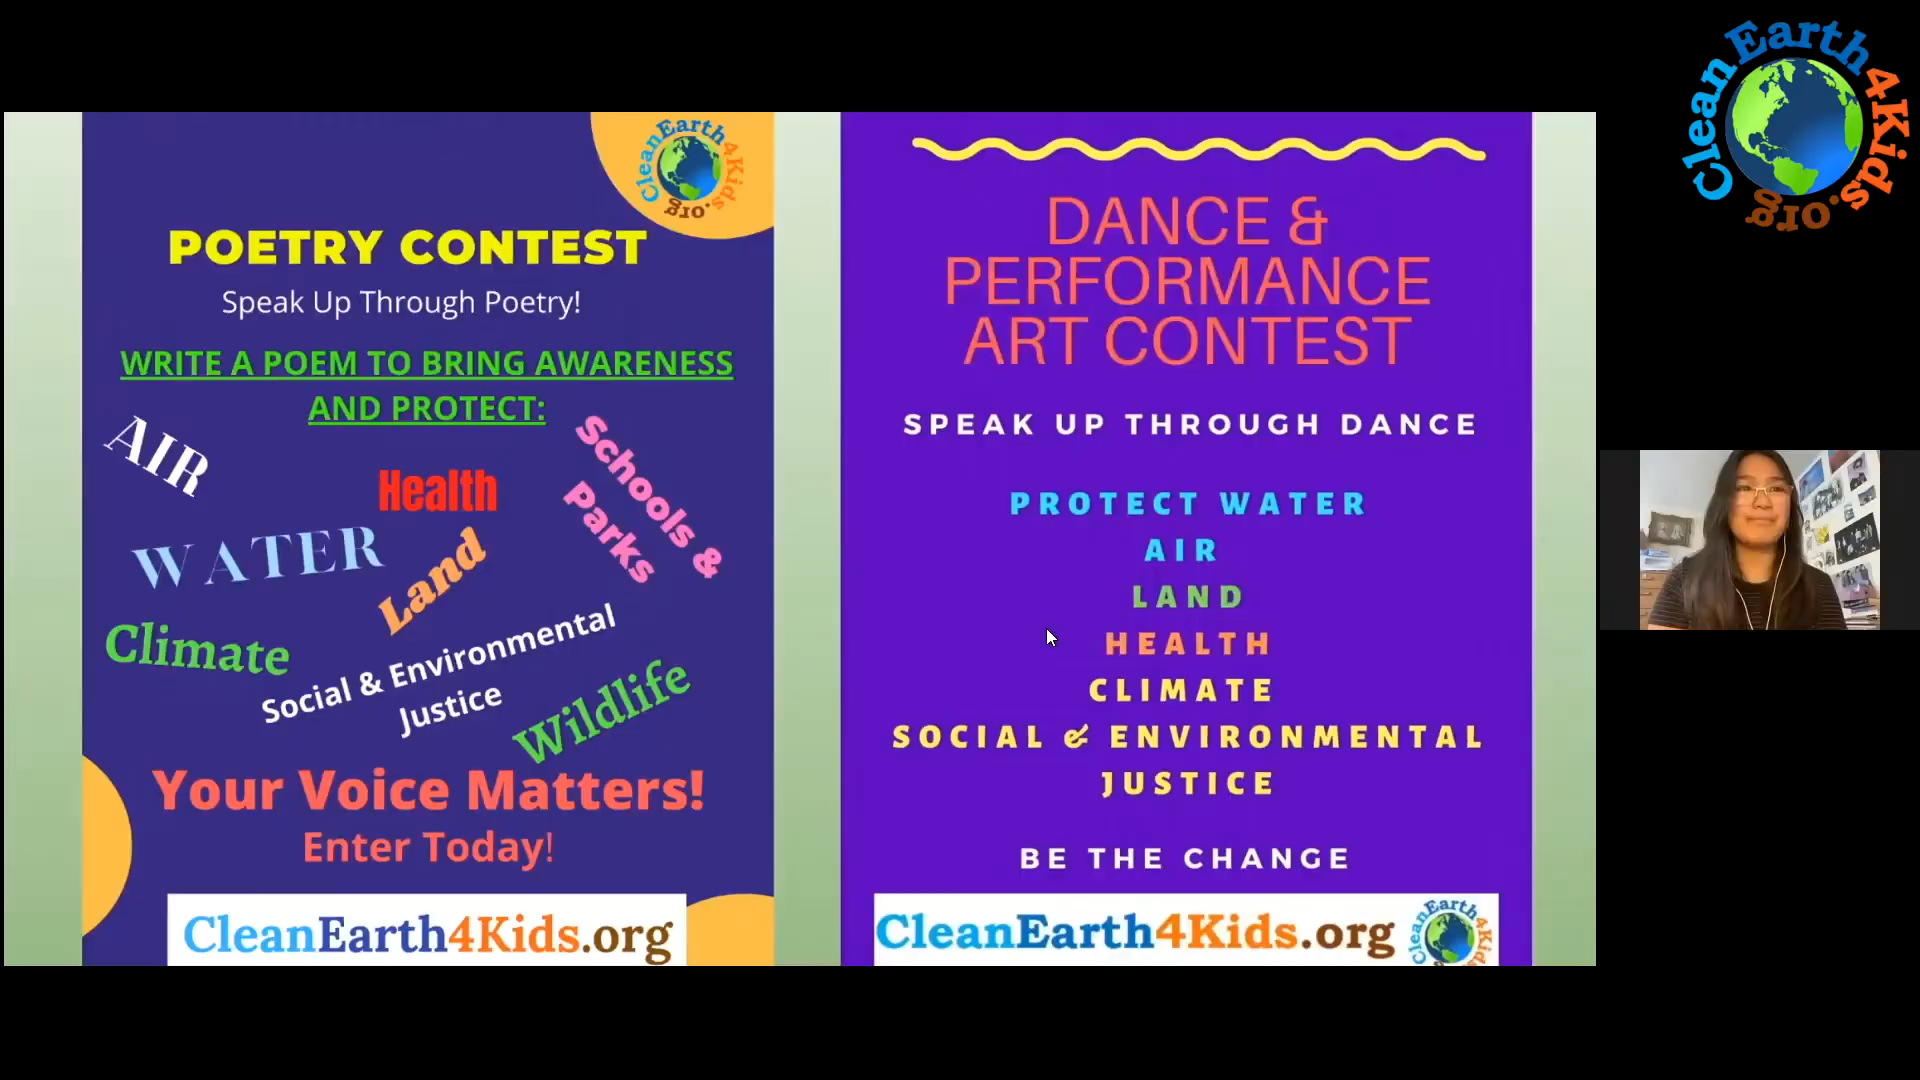 CleanEarth4Kids.org
POETRY CONTEST
Speak Up Through Poetry!
WRITE A POEM TO BRING AWARENESS
AND PROTECT:
AIR
Health
Schools &
Parks
WATER
Land
Climate
Social & Environmental
Justice
Wildlife
Your Voice Matters!
Enter Today!
CleanEarth4Kids.org
DANCE &
PERFORMANCE
ART CONTEST
SPEAK UP THROUGH DANCE
PROTECT WATER
AIR
LAND
HEALTH
CLIMATE
SOCIAL & ENVIRONMENTAL
JUSTICE
BE THE CHANGE
CleanEarth4Kids.org
CleanEarth4Kids
CleanEarth4Kids.org